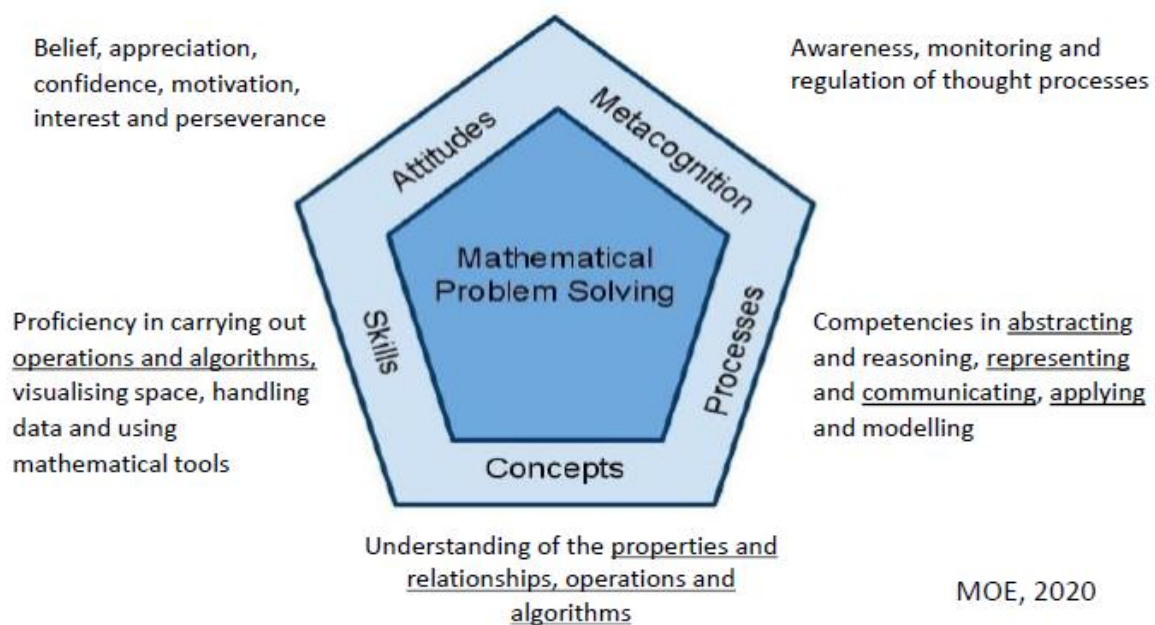 Belief, appreciation,
confidence, motivation,
interest and perseverance
Awareness, monitoring and
regulation of thought processes
Attitudes
Metacognition
Mathematical
Problem Solving
Skills
Processes
Proficiency in carrying out
operations and algorithms,
visualising space, handling
data and using
mathematical tools
Competencies in abstracting
and reasoning, representing
and communicating, applying
and modelling
Concepts
Understanding of the properties and
relationships, operations and
algorithms
MOE, 2020